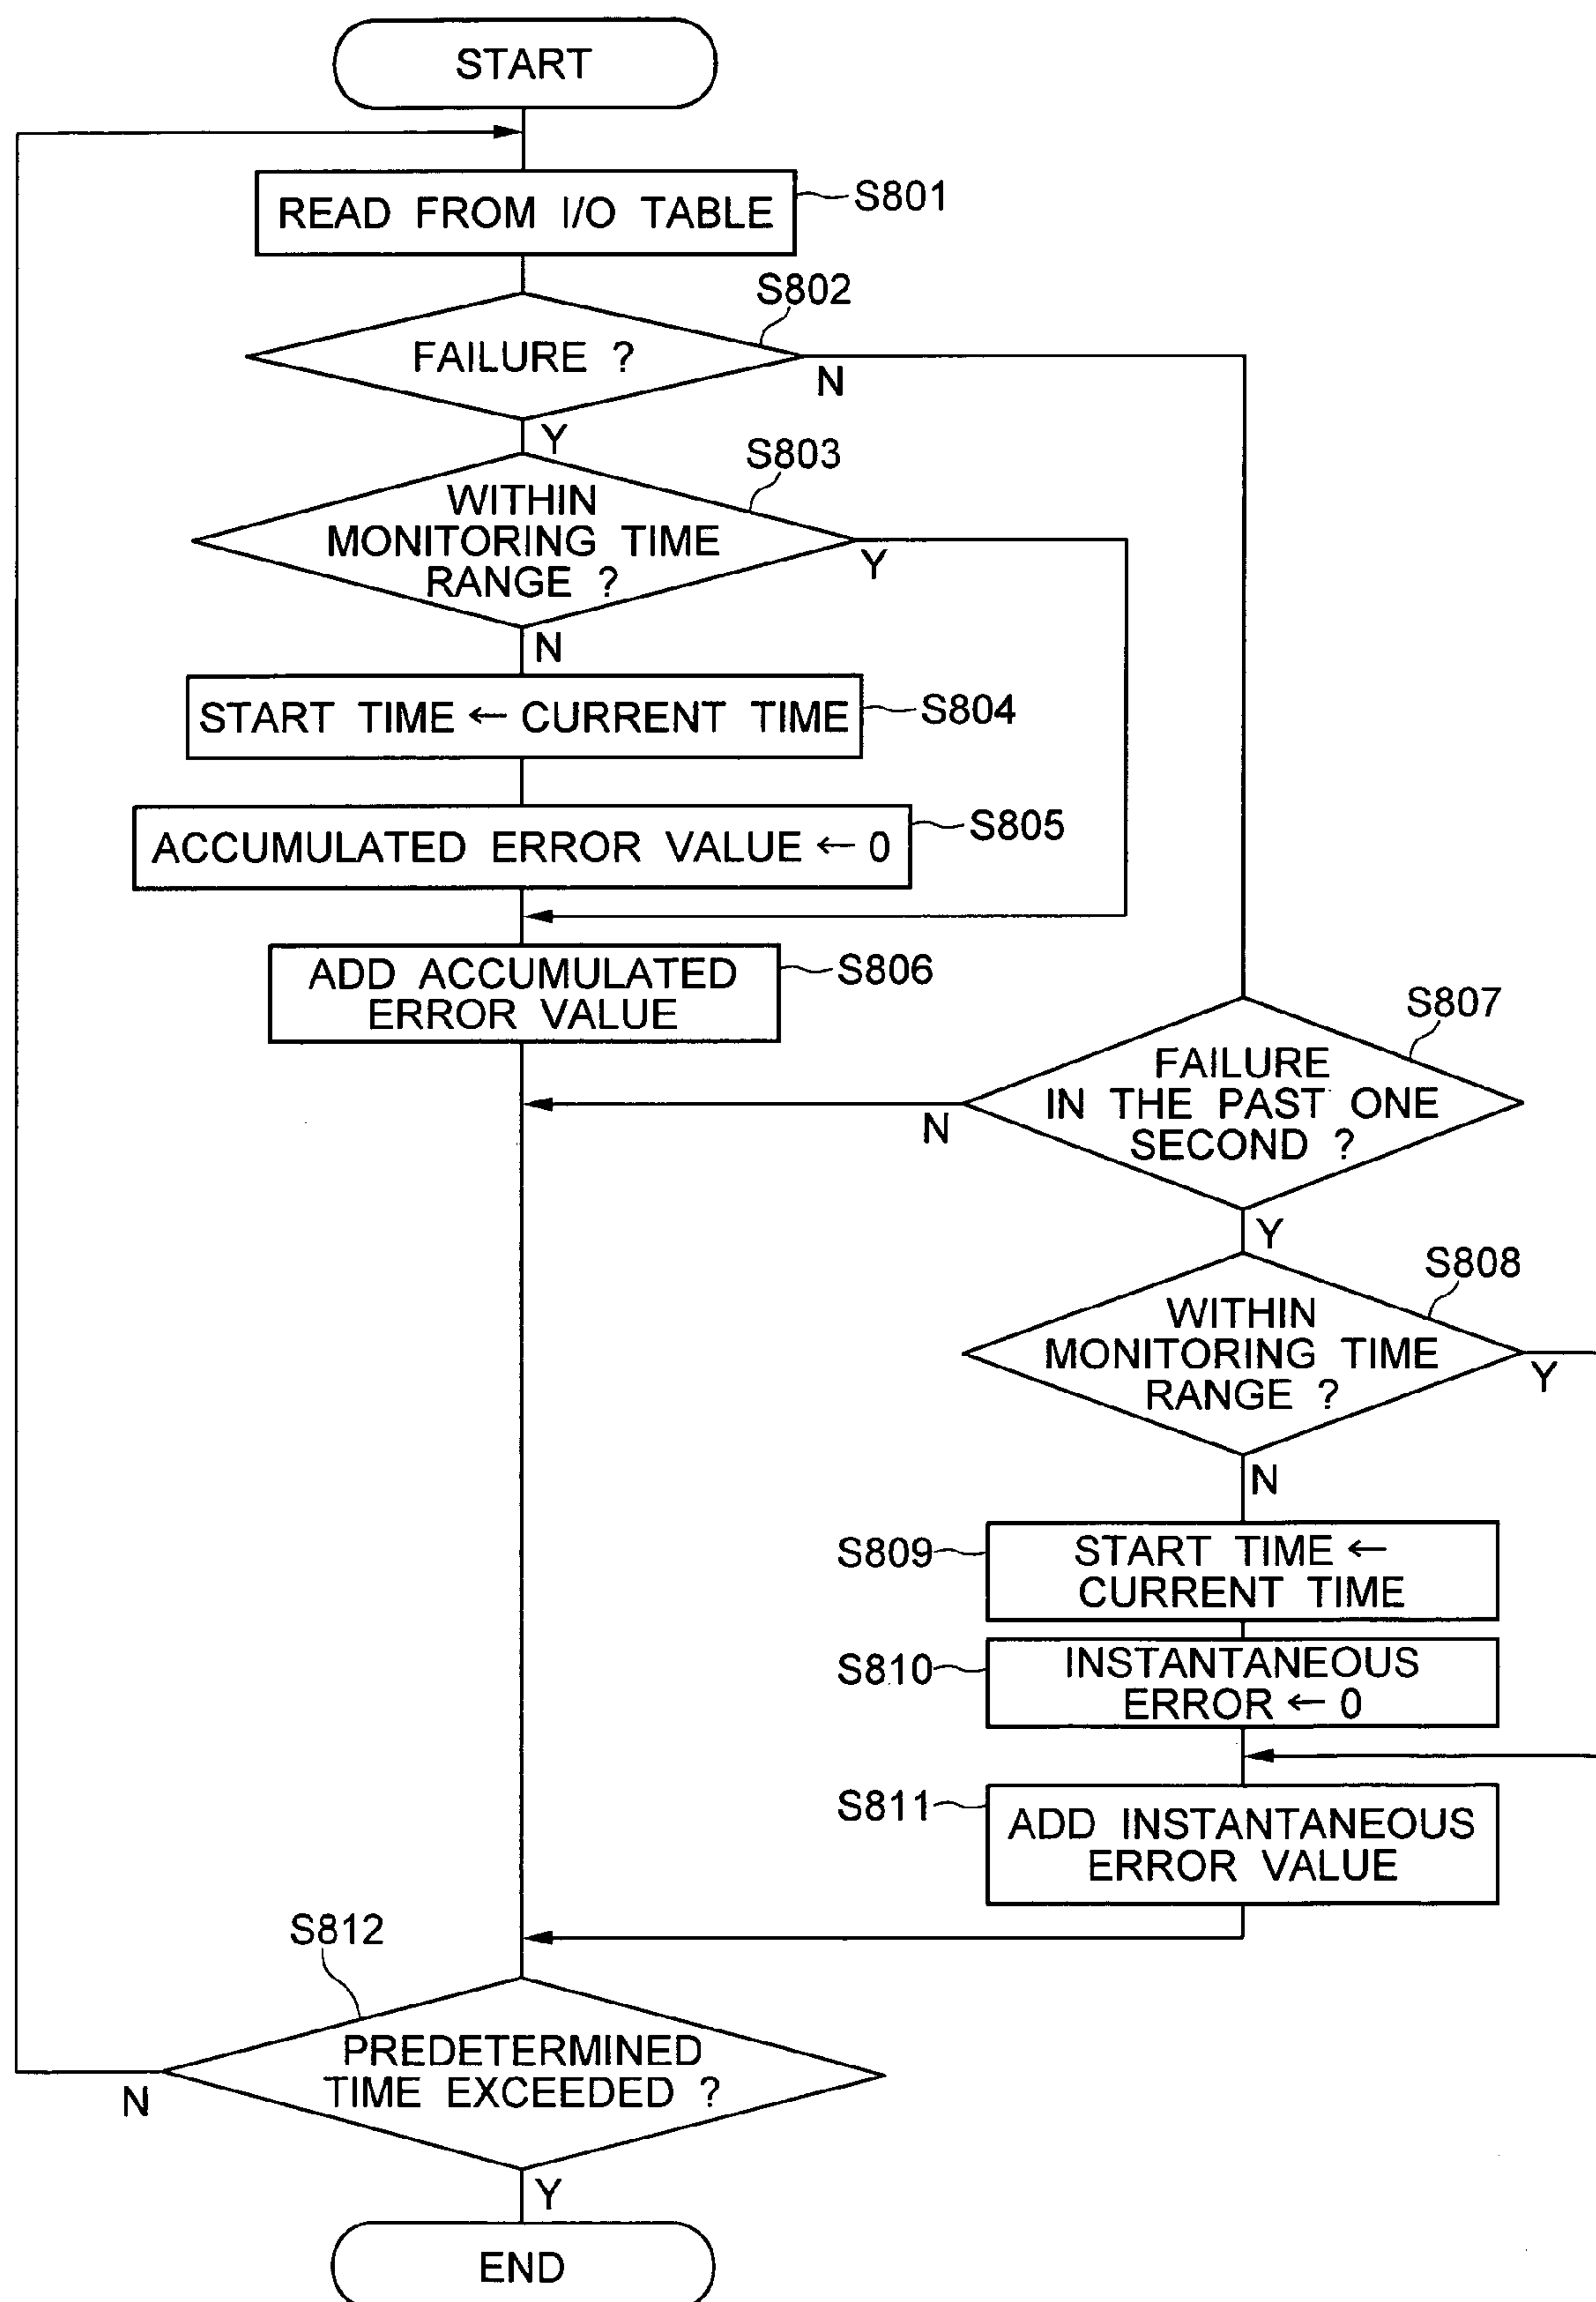 START
READ FROM I/O TABLE
S801
S802
FAILURE ?
N
Y
S803
WITHIN
MONITORING TIME
RANGE ?
Y
N
START TIME ← CURRENT TIME
S804
ACCUMULATED ERROR VALUE ← 0
S805
ADD ACCUMULATED
ERROR VALUE
S806
S807
FAILURE
IN THE PAST ONE
SECOND ?
N
Y
S808
WITHIN
MONITORING TIME
RANGE ?
Y
N
S809
START TIME ←
CURRENT TIME
S810
INSTANTANEOUS
ERROR ← 0
S811
ADD INSTANTANEOUS
ERROR VALUE
S812
PREDETERMINED
TIME EXCEEDED ?
N
Y
END